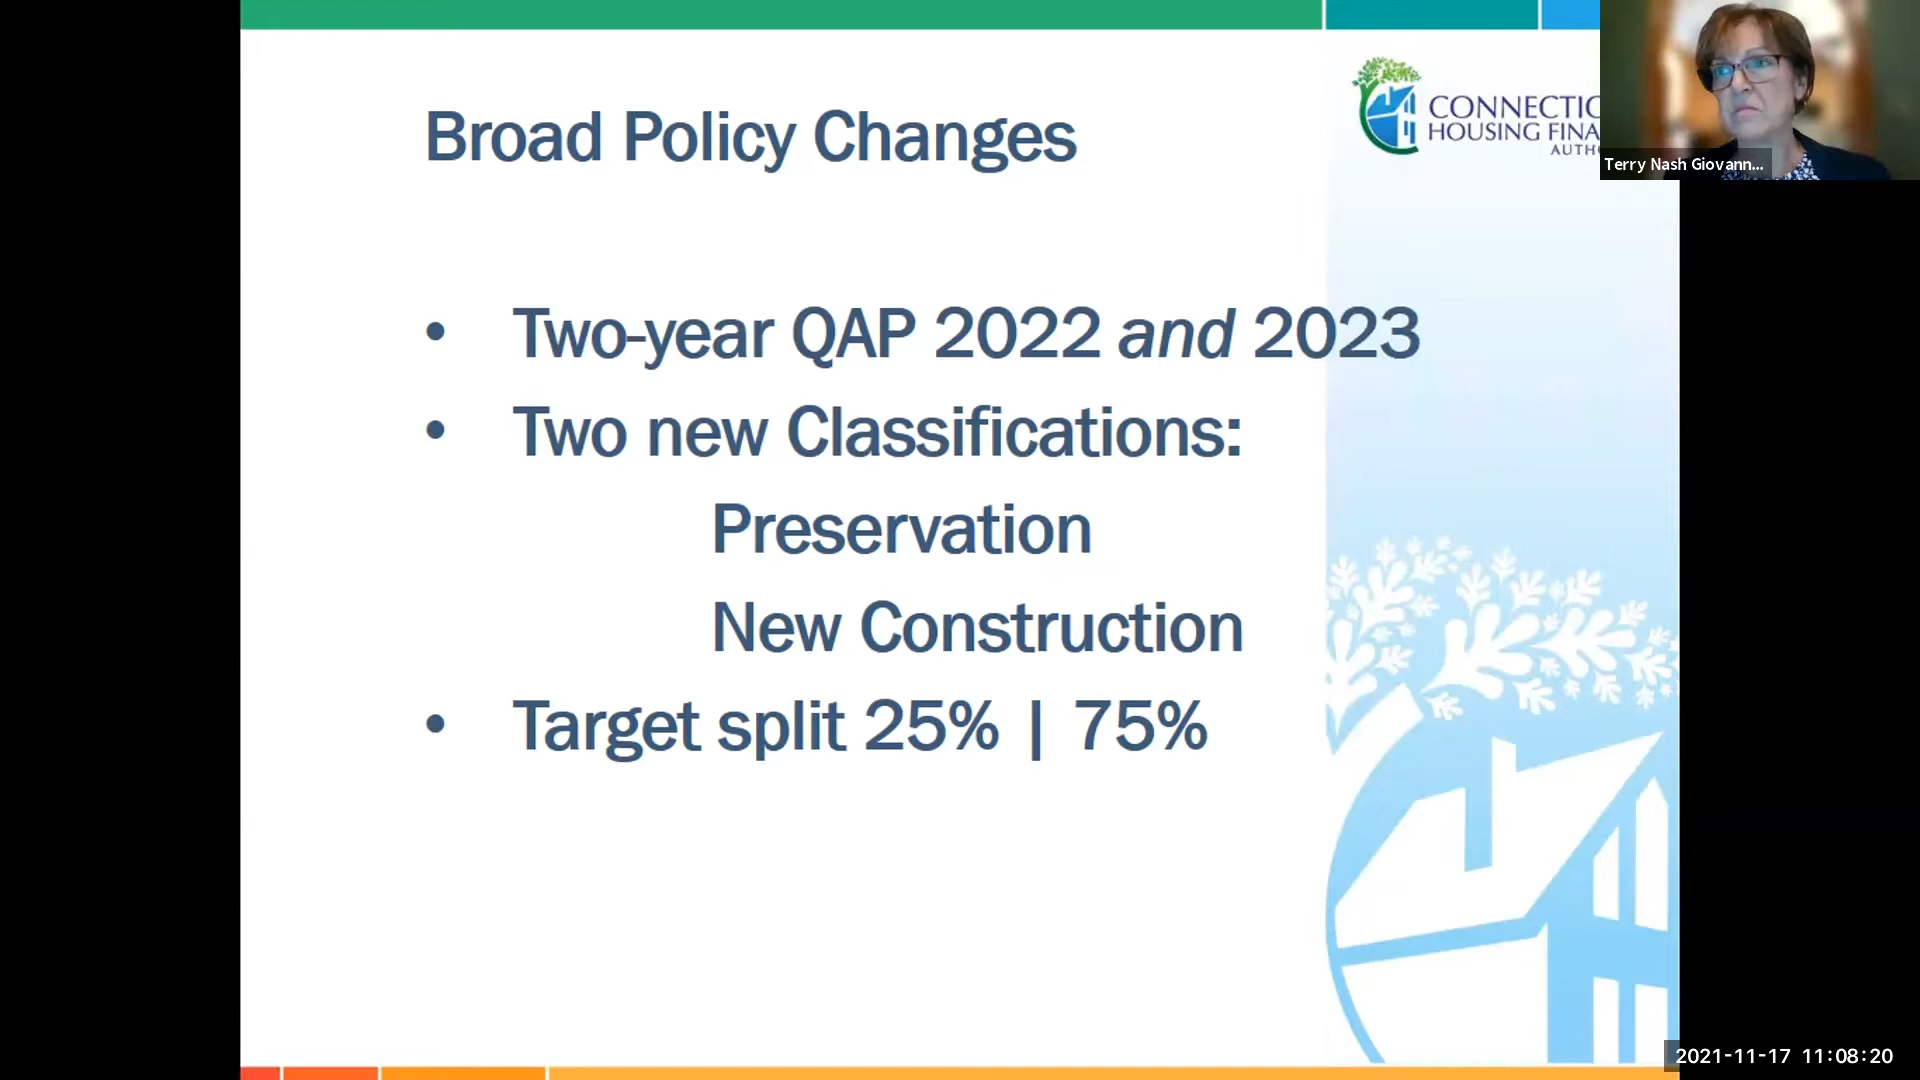 Broad Policy Changes
CONNECTIC
HOUSING FINA
AUTH
Terry Nash Giovann...
• Two-year QAP 2022 and 2023
• Two new Classifications:
Preservation
New Construction
• Target split 25% | 75%
2021-11-17 11:08:20